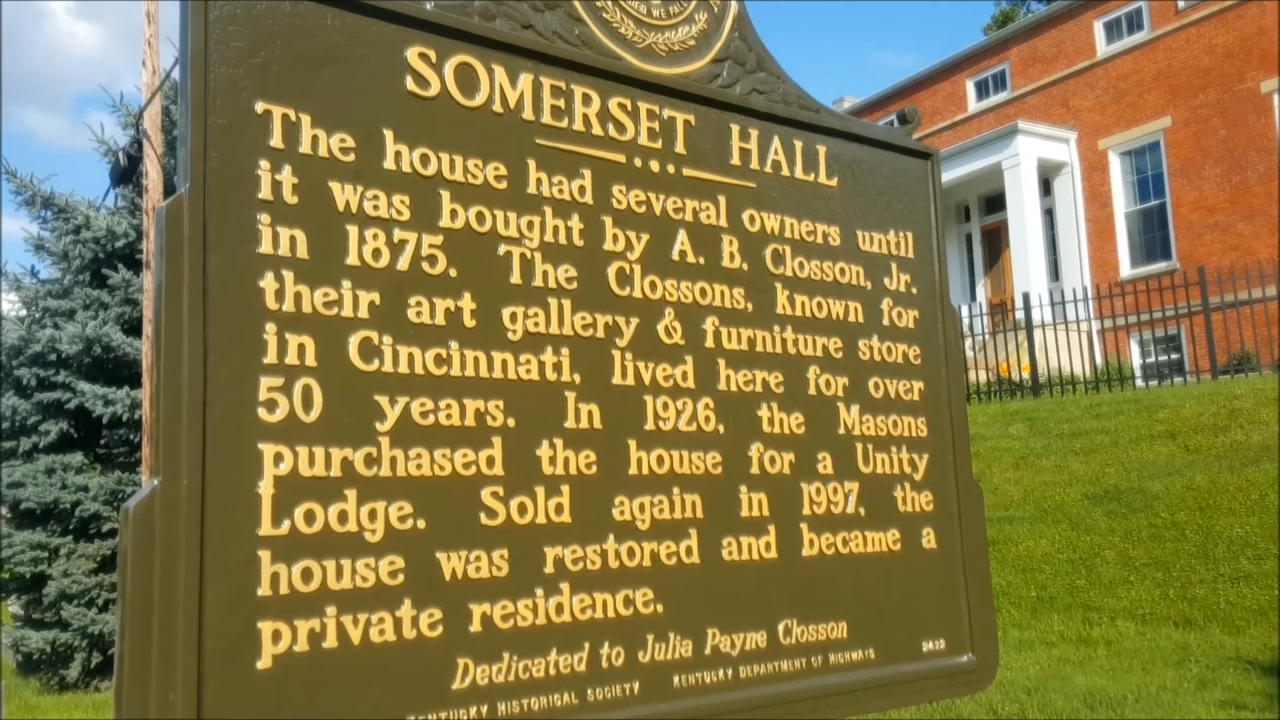 WE FALL
SOMERSET HALL
The house had several owners until
it was bought by A. B. Closson, Jr.
in 1875. The Clossons, known for
their art gallery & furniture store
in Cincinnati, lived here for over
50 years. In 1926, the Masons
purchased the house for a Unity
Lodge. Sold again in 1997, the
house was restored and became a
private residence.
Dedicated to Julia Payne Closson
KENTUCKY HISTORICAL SOCIETY KENTUCKY DEPARTMENT OF HIGHWAYS